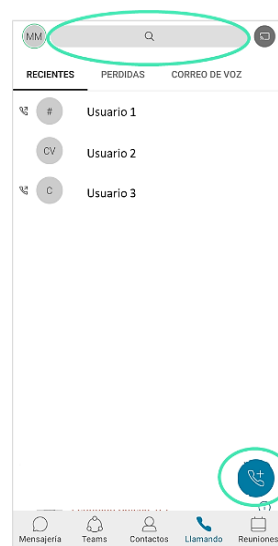 MM
RECIENTES PERDIDAS CORREO DE VOZ
# Usuario 1
CV Usuario 2
C Usuario 3
Mensajería Teams Contactos Llamando Reuniones